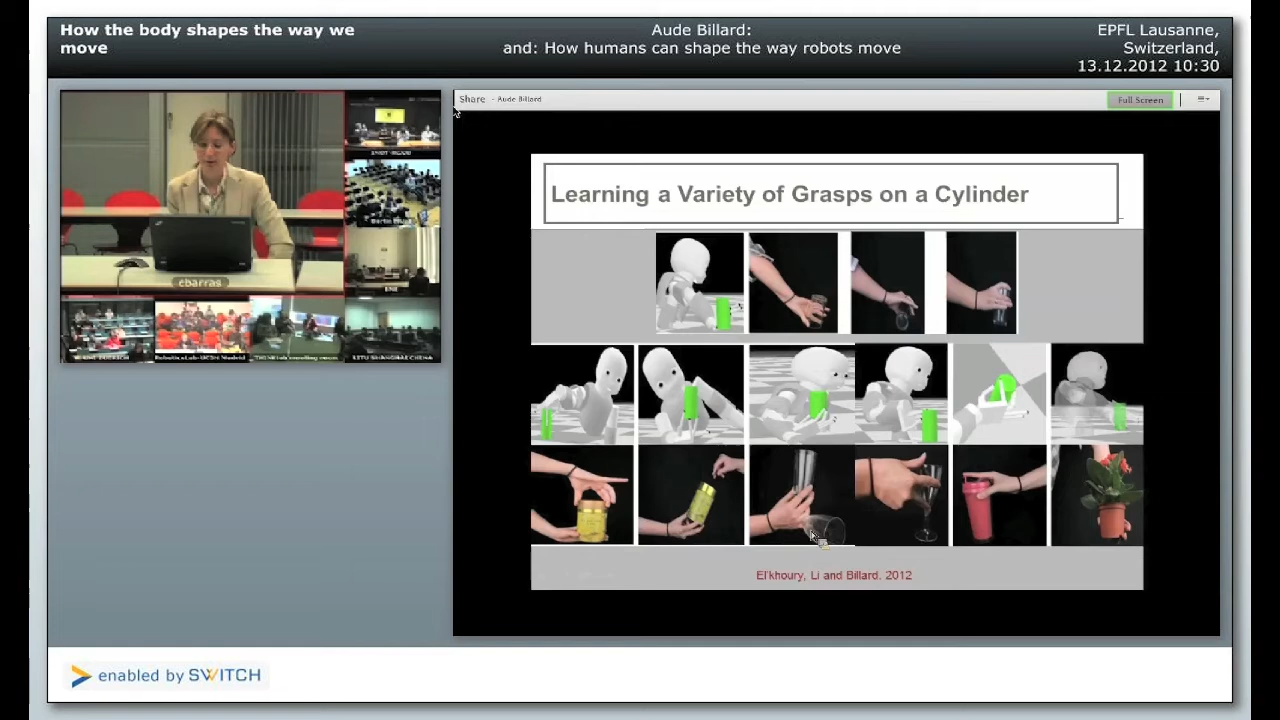 How the body shapes the way we
move
Aude Billard:
and: How humans can shape the way robots move
EPFL Lausanne,
Switzerland,
13.12.2012 10:30
Share - Aude Billard
Full Screen
Learning a Variety of Grasps on a Cylinder
cbarras
El'khoury, Li and Billard. 2012
enabled by SWITCH